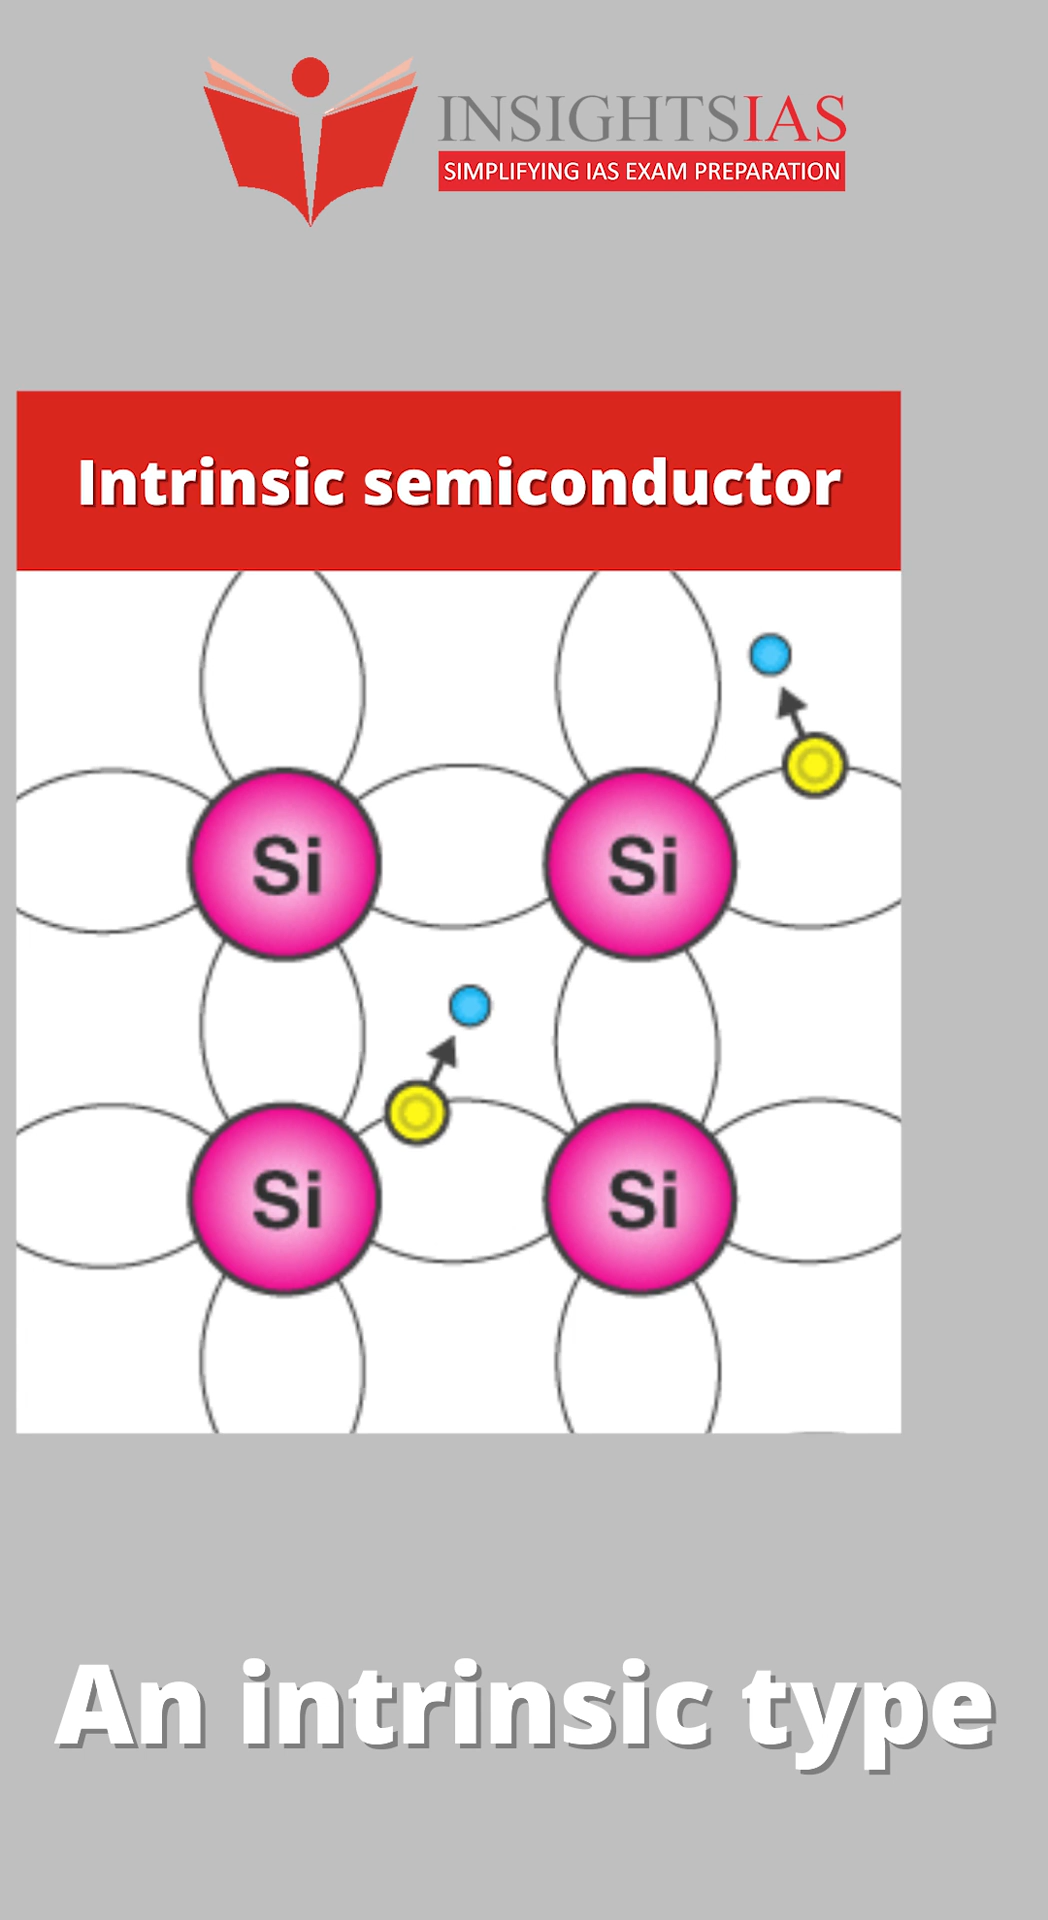 INSIGHTSIAS
SIMPLIFYING IAS EXAM PREPARATION
Intrinsic semiconductor
Si Si
Si Si
An intrinsic type